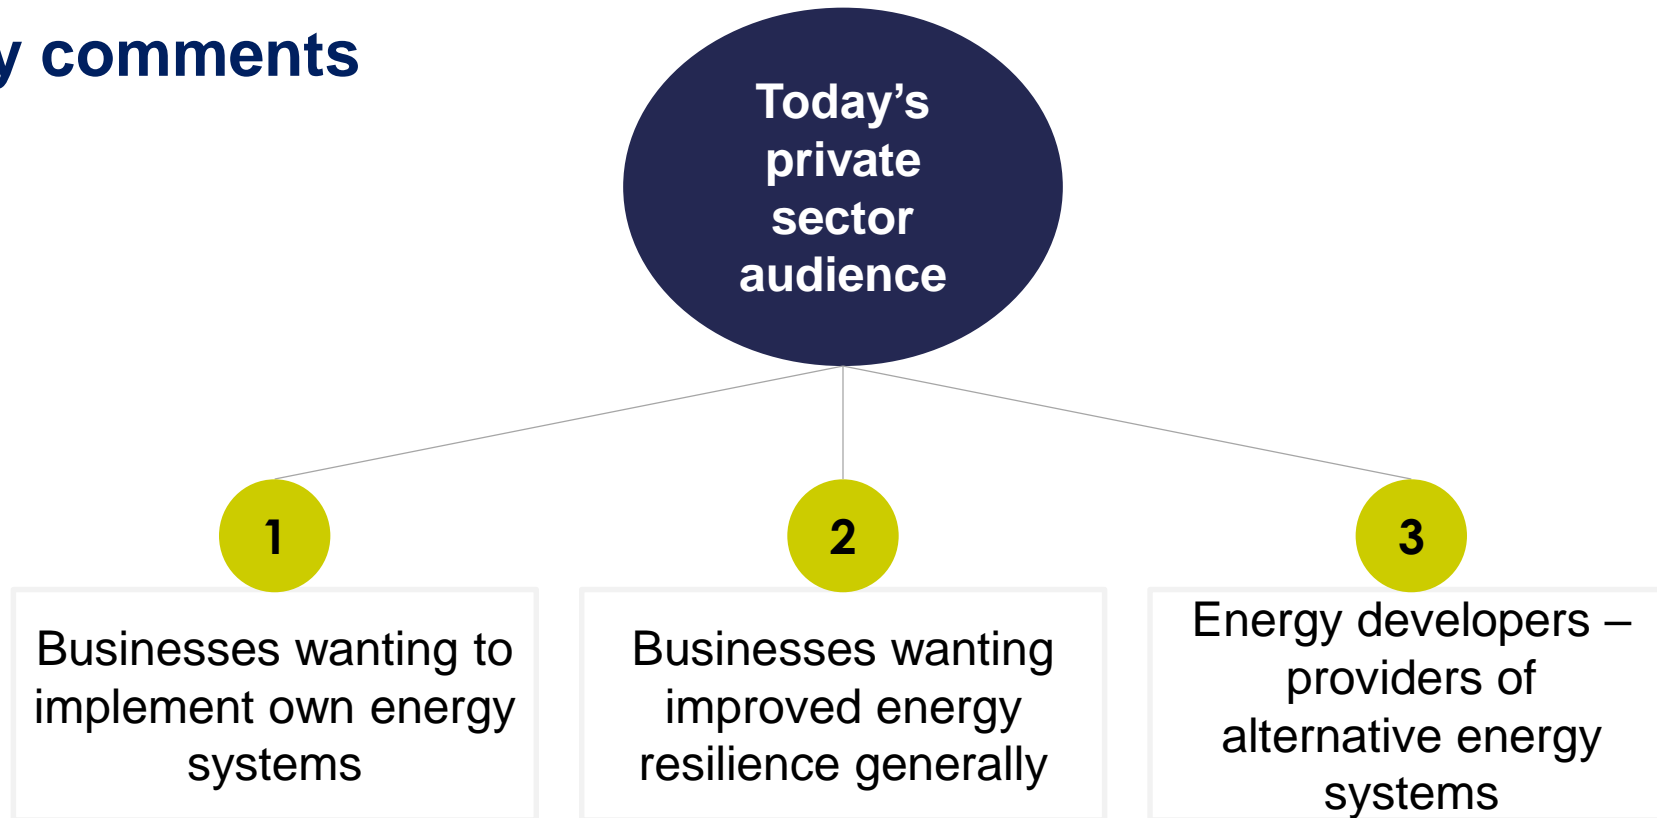 y comments
Today’s
private
sector
audience
1
2
3
Businesses wanting to
implement own energy
systems
Businesses wanting
improved energy
resilience generally
Energy developers –
providers of
alternative energy
systems